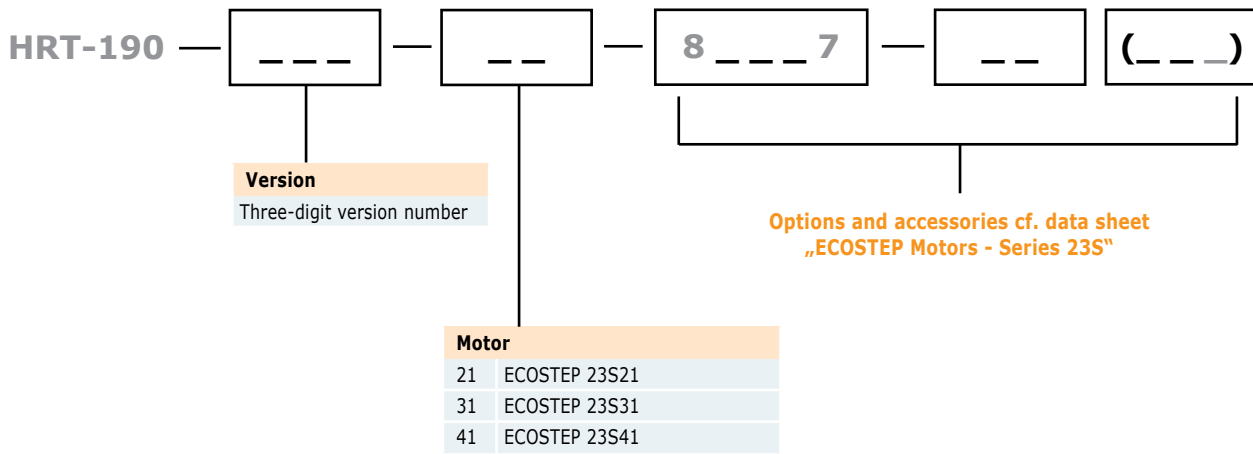 HRT-190 — _ _ _ — _ _ — 8 _ _ _ 7 — _ _ (_ _ _)
Version
Three-digit version number
Options and accessories cf. data sheet
„ECOSTEP Motors - Series 23S“
Motor
21 ECOSTEP 23S21
31 ECOSTEP 23S31
41 ECOSTEP 23S41